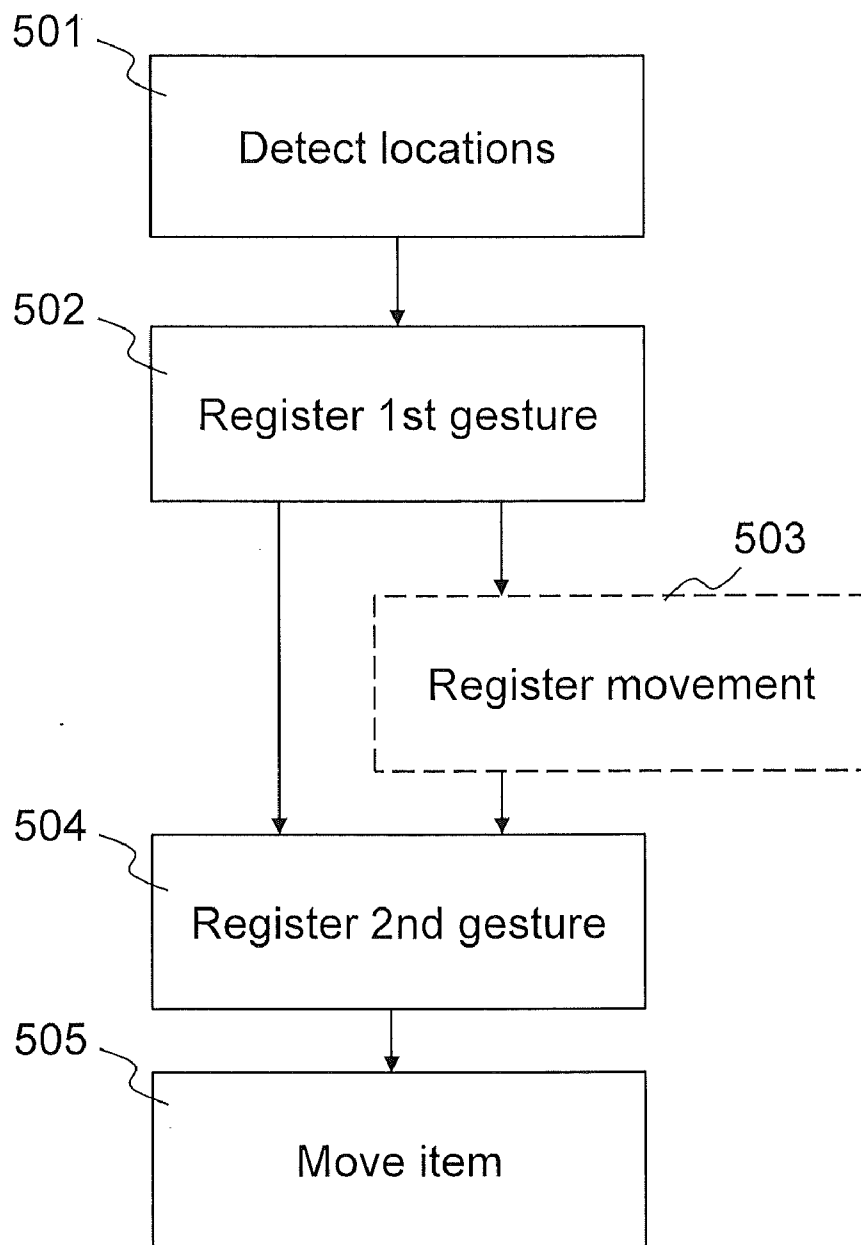 501
Detect locations
502
Register 1st gesture
503
Register movement
504
Register 2nd gesture
505
Move item